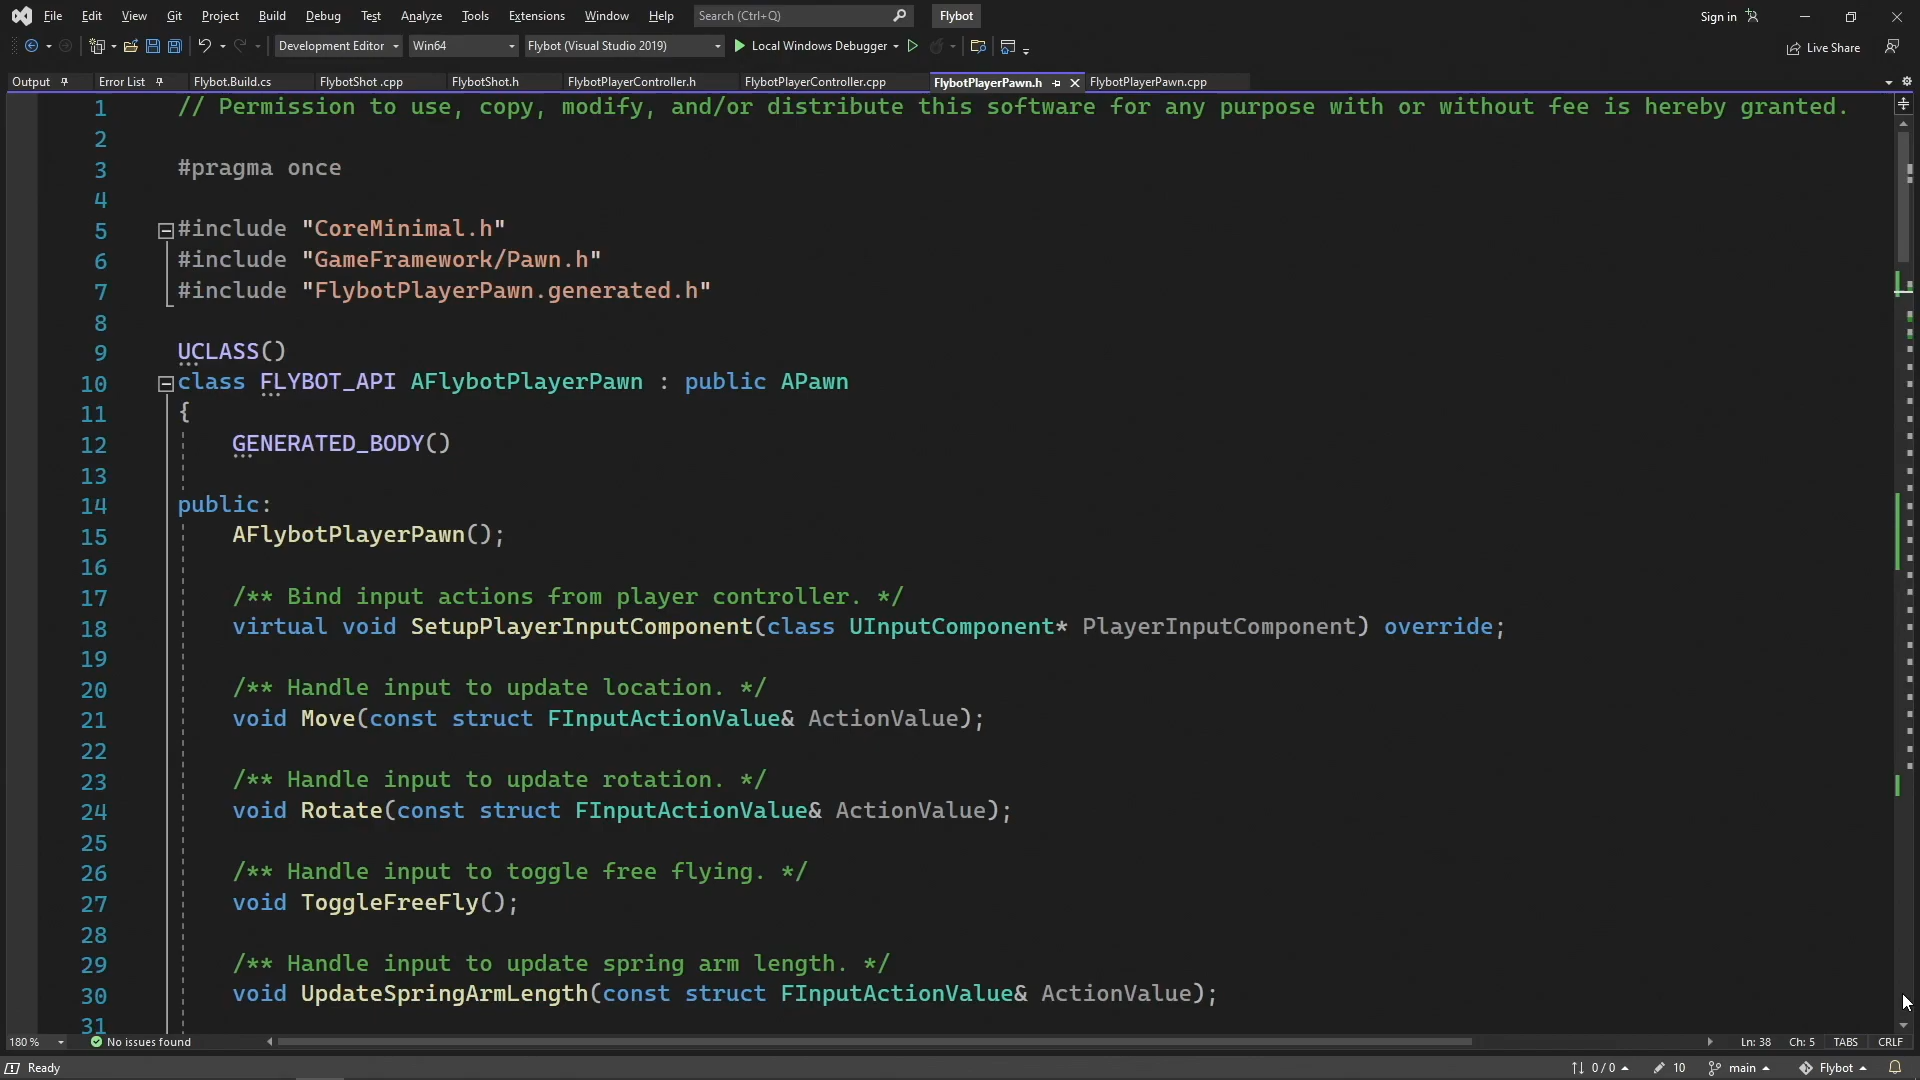 File Edit View Git Project Build Debug Test Analyze Tools Extensions Window Help Search (Ctrl+Q) Flybot Sign in
Development Editor Win64 Flybot (Visual Studio 2019) Local Windows Debugger Live Share
Output Error List Flybot.Build.cs FlybotShot .cpp FlybotShot.h FlybotPlayerController.h FlybotPlayerController.cpp FlybotPlayerPawn.h FlybotPlayerPawn.cpp
1 // Permission to use, copy, modify, and/or distribute this software for any purpose with or without fee is hereby granted.
2
3 #pragma once
4
5 #include "CoreMinimal.h"
6 #include "GameFramework/Pawn.h"
7 #include "FlybotPlayerPawn.generated.h"
8
9 UCLASS()
10 class FLYBOT_API AFlybotPlayerPawn : public APawn
11 {
12 GENERATED_BODY()
13
14 public:
15 AFlybotPlayerPawn();
16
17 /** Bind input actions from player controller. */
18 virtual void SetupPlayerInputComponent(class UInputComponent* PlayerInputComponent) override;
19
20 /** Handle input to update location. */
21 void Move(const struct FInputActionValue& ActionValue);
22
23 /** Handle input to update rotation. */
24 void Rotate(const struct FInputActionValue& ActionValue);
25
26 /** Handle input to toggle free flying. */
27 void ToggleFreeFly();
28
29 /** Handle input to update spring arm length. */
30 void UpdateSpringArmLength(const struct FInputActionValue& ActionValue);
31
180 % No issues found Ln: 38 Ch: 5 TABS CRLF
Ready 0 / 0 10 main Flybot